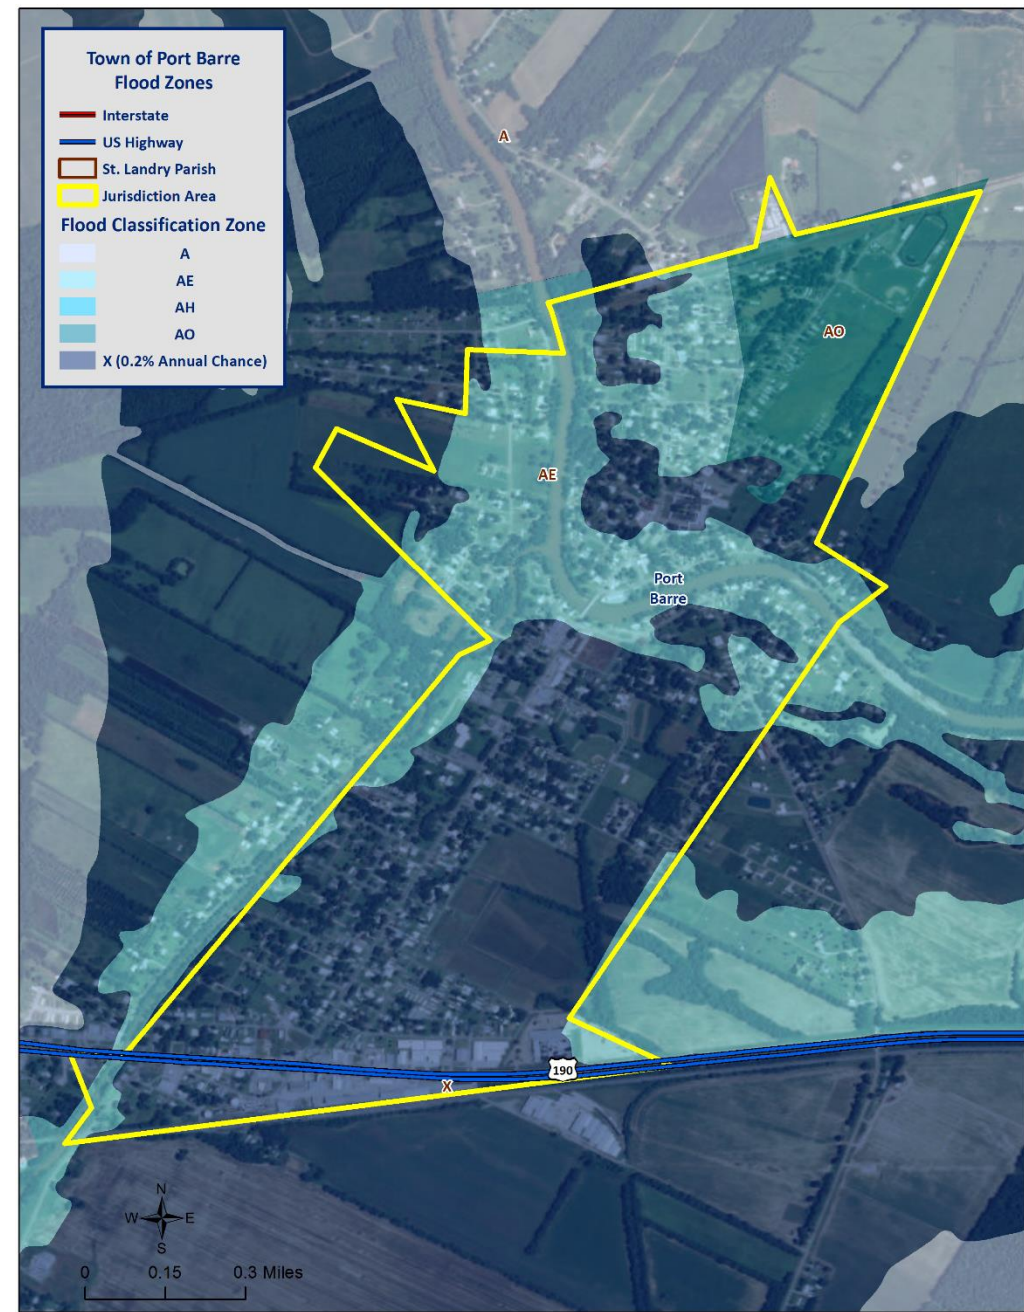 Town of Port Barre
Flood Zones
Interstate
US Highway
St. Landry Parish
Jurisdiction Area
Flood Classification Zone
A
AE
AH
AO
X (0.2% Annual Chance)
A
AO
AE
Port
Barre
190
X
N
W E
S
0 0.15 0.3 Miles